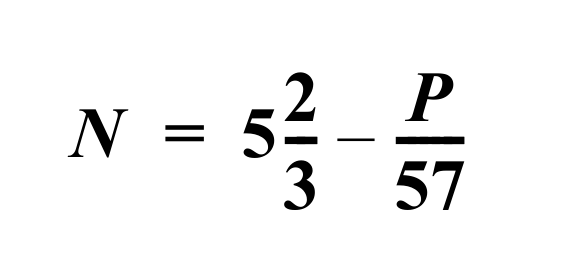 N = 5 2/3 – P/57